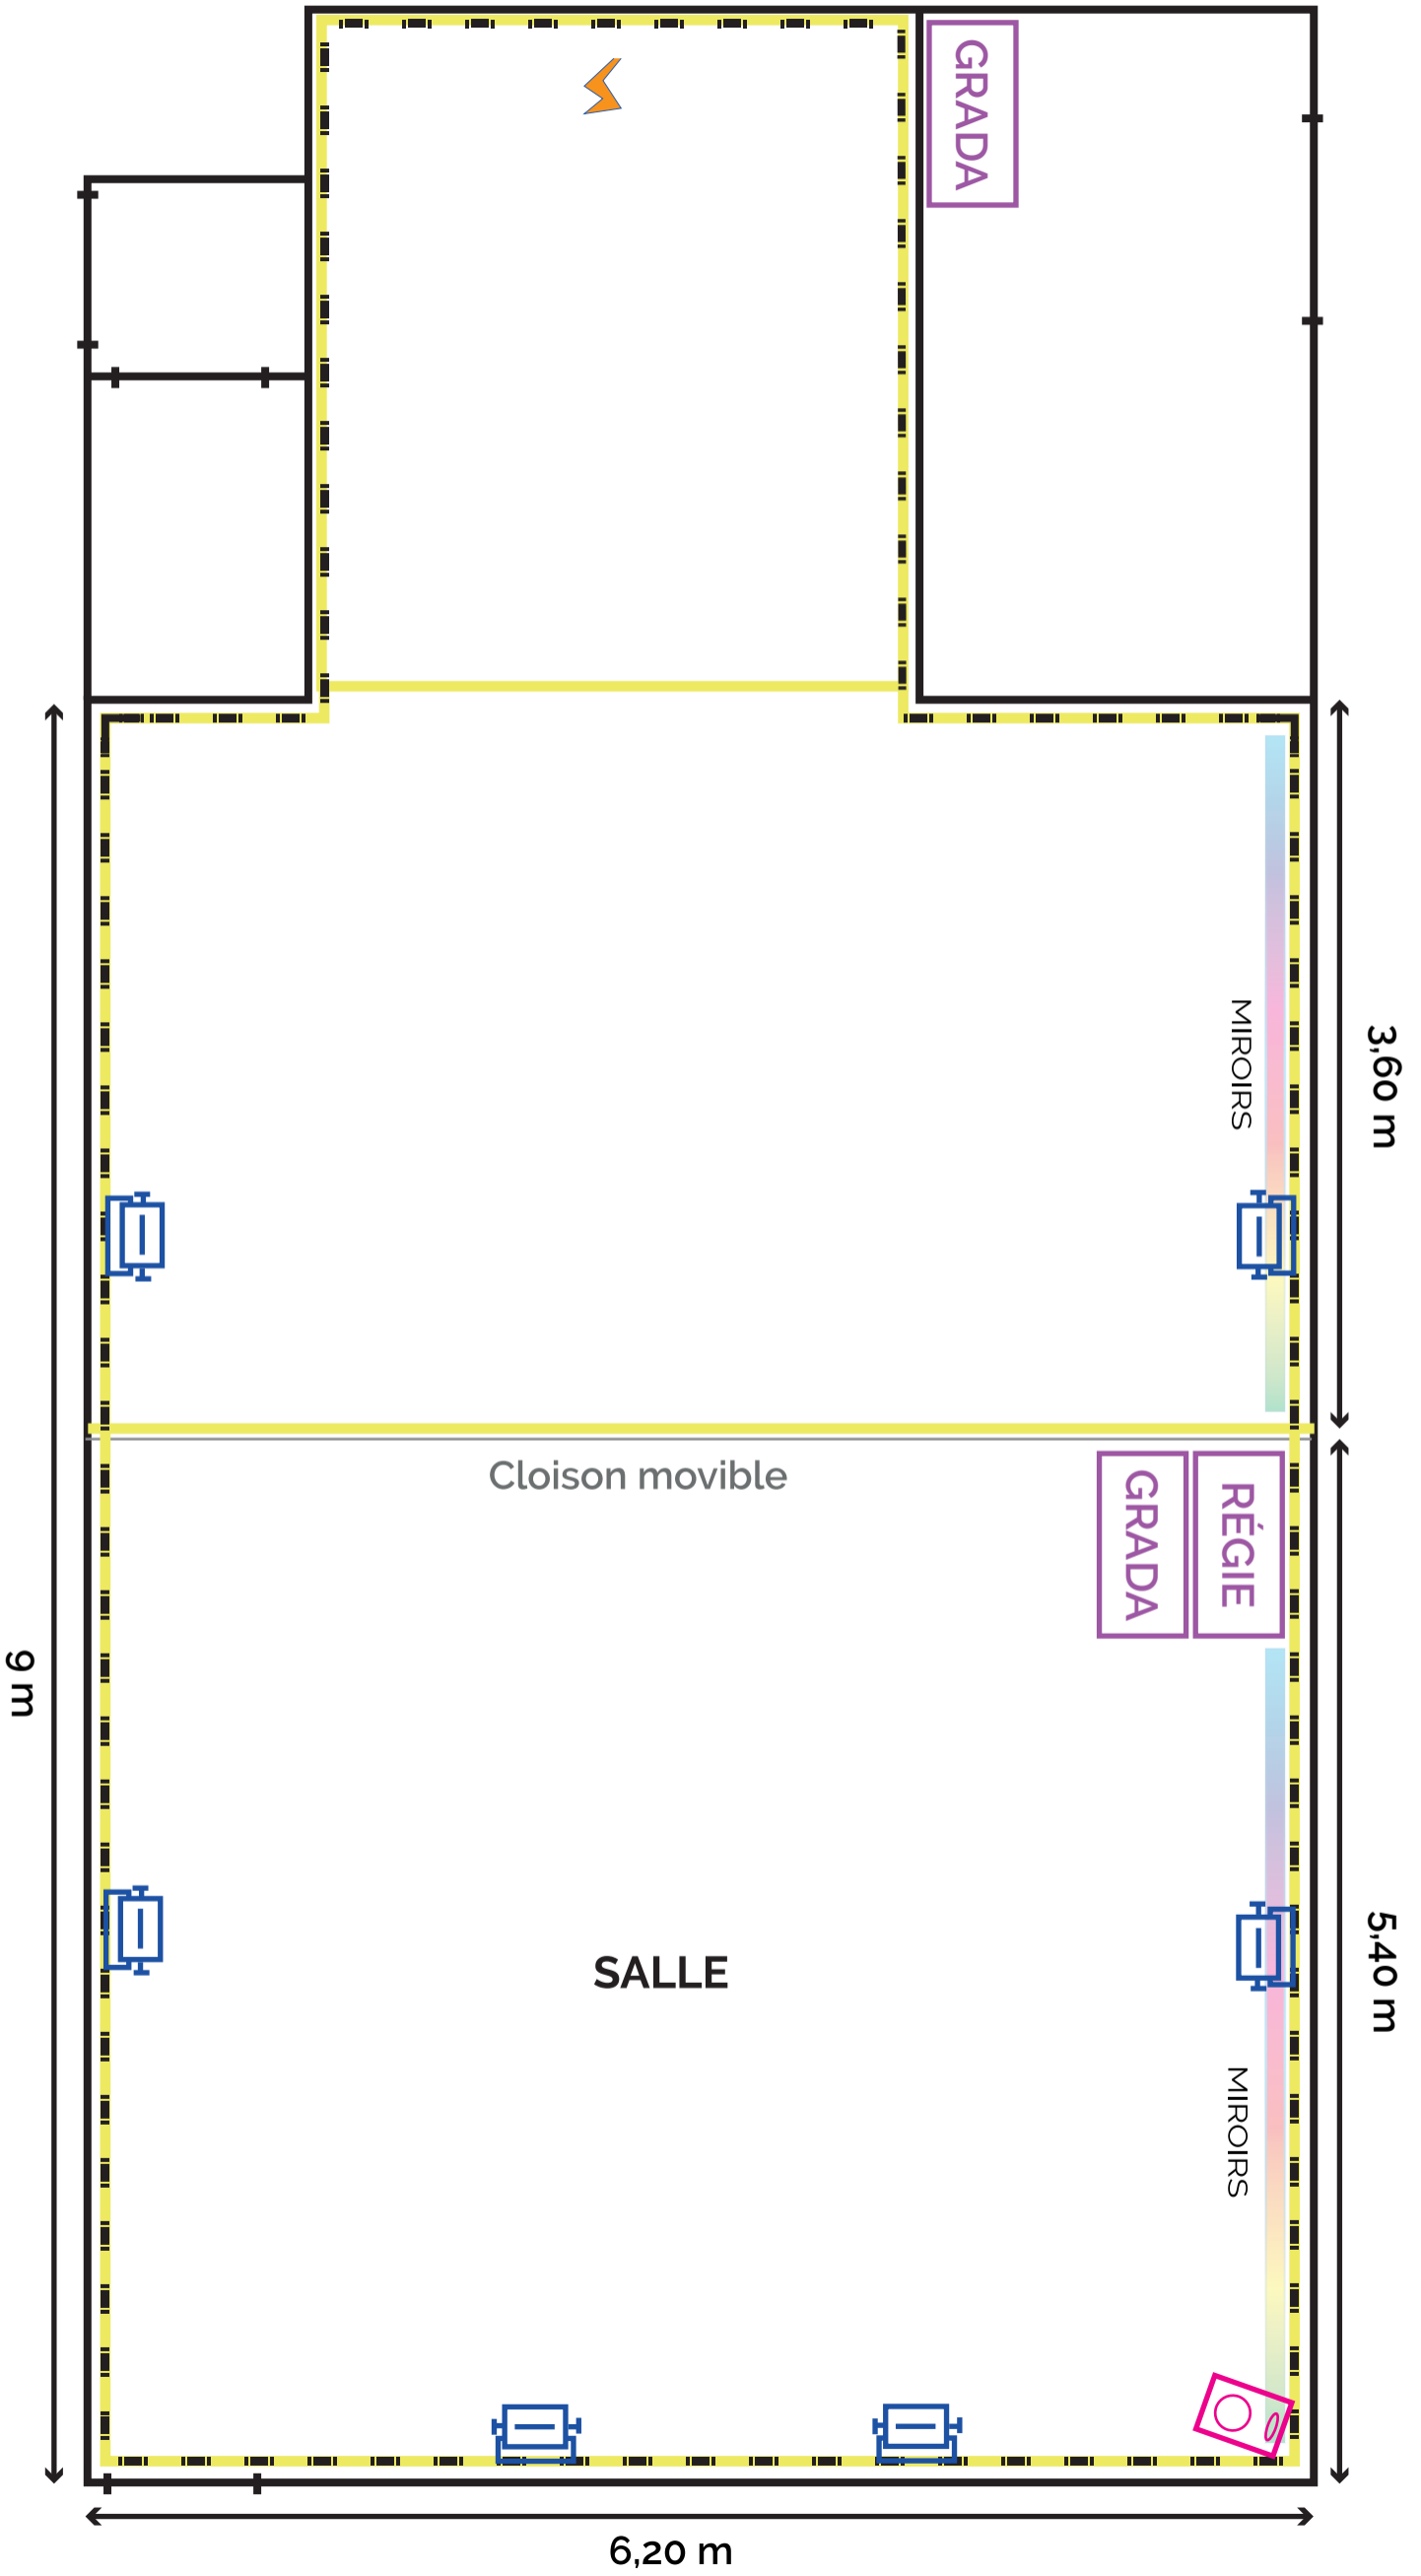 GRADA
MIROIRS
3,60 m
Cloison movible
GRADA
RÉGIE
9 m
SALLE
5,40 m
MIROIRS
6,20 m